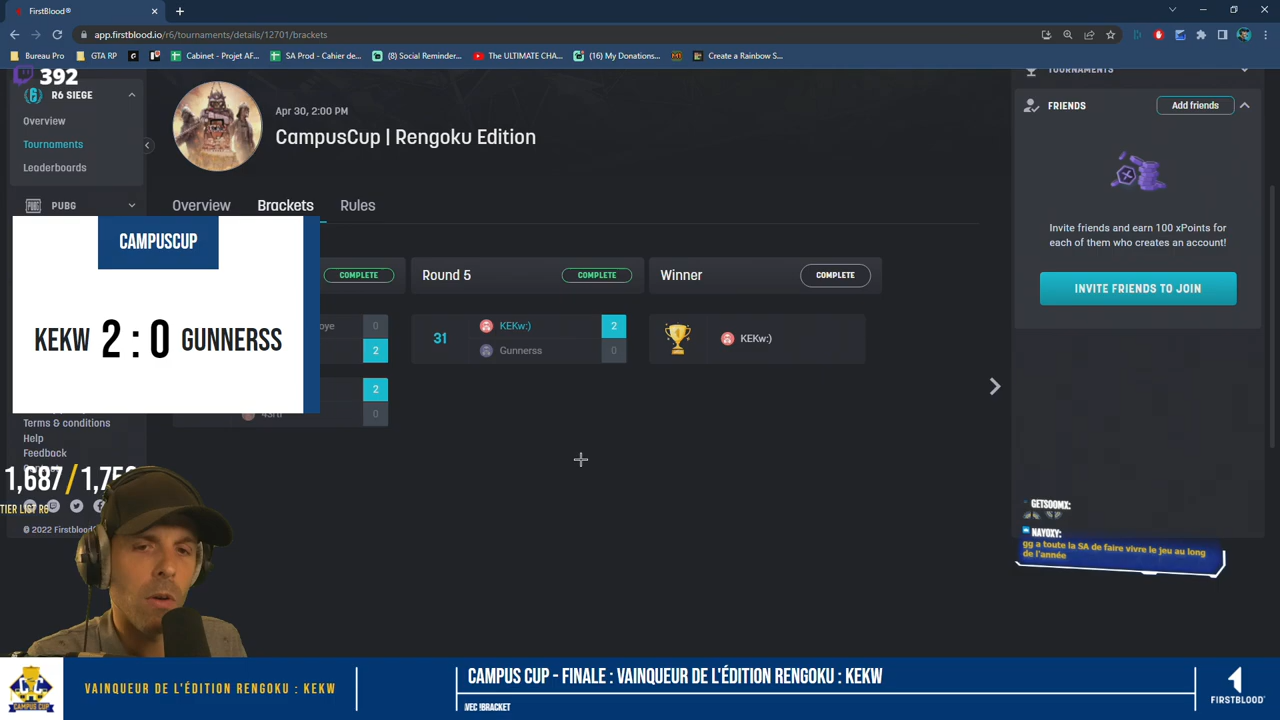 FirstBlood®
app.firstblood.io/r6/tournaments/details/12701/brackets
Bureau Pro
GTA RP
Cabinet - Projet AF...
SA Prod - Cahier de...
(8) Social Reminder...
The ULTIMATE CHA...
(16) My Donations...
Create a Rainbow S...
392
R6 SIEGE
Overview
Tournaments
Leaderboards
PUBG
Apr 30, 2:00 PM
CampusCup | Rengoku Edition
Overview
Brackets
Rules
COMPLETE
Round 5
COMPLETE
Winner
COMPLETE
0
2
2
0
31
KEKw:)
2
Gunnerss
0
KEKw:)
CAMPUSCUP
KEKW 2 : 0 GUNNERSS
TOURNAMENTS
FRIENDS
Add friends
Invite friends and earn 100 xPoints for
each of them who creates an account!
INVITE FRIENDS TO JOIN
Terms & conditions
Help
Feedback
1,687/1,75
TIER LIST R6
© 2022 Firstblood
GETSOOMX:
NAYOXY:
gg a toute la SA de faire vivre le jeu au long
de l'année
VAINQUEUR DE L'ÉDITION RENGOKU : KEKW
CAMPUS CUP - FINALE : VAINQUEUR DE L'ÉDITION RENGOKU : KEKW
VEC !BRACKET
FIRSTBLOOD